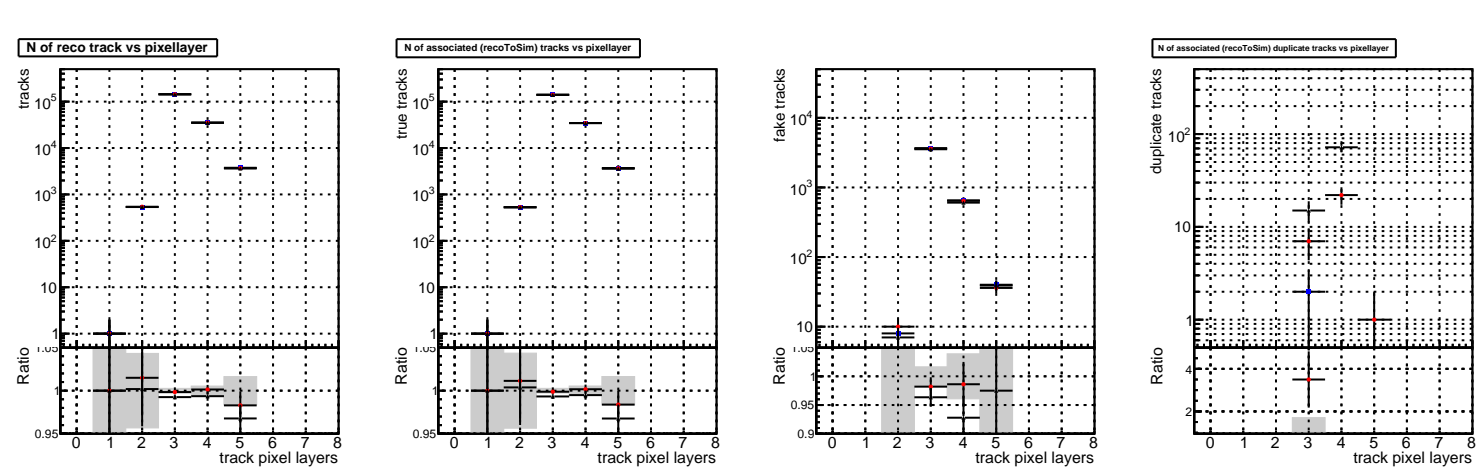 N of reco track vs pixellayer
tracks
10^5
10^4
10^3
10^2
10
1
Ratio
1.05
1
0.95
0 1 2 3 4 5 6 7 8
track pixel layers
N of associated (recoToSim) tracks vs pixellayer
true tracks
10^5
10^4
10^3
10^2
10
1
Ratio
1.05
1
0.95
0 1 2 3 4 5 6 7 8
track pixel layers
fake tracks
10^4
10^3
10^2
10
Ratio
1.05
1
0.95
0.9
0 1 2 3 4 5 6 7 8
track pixel layers
N of associated (recoToSim) duplicate tracks vs pixellayer
duplicate tracks
10^2
10
1
Ratio
4
2
0 1 2 3 4 5 6 7 8
track pixel layers